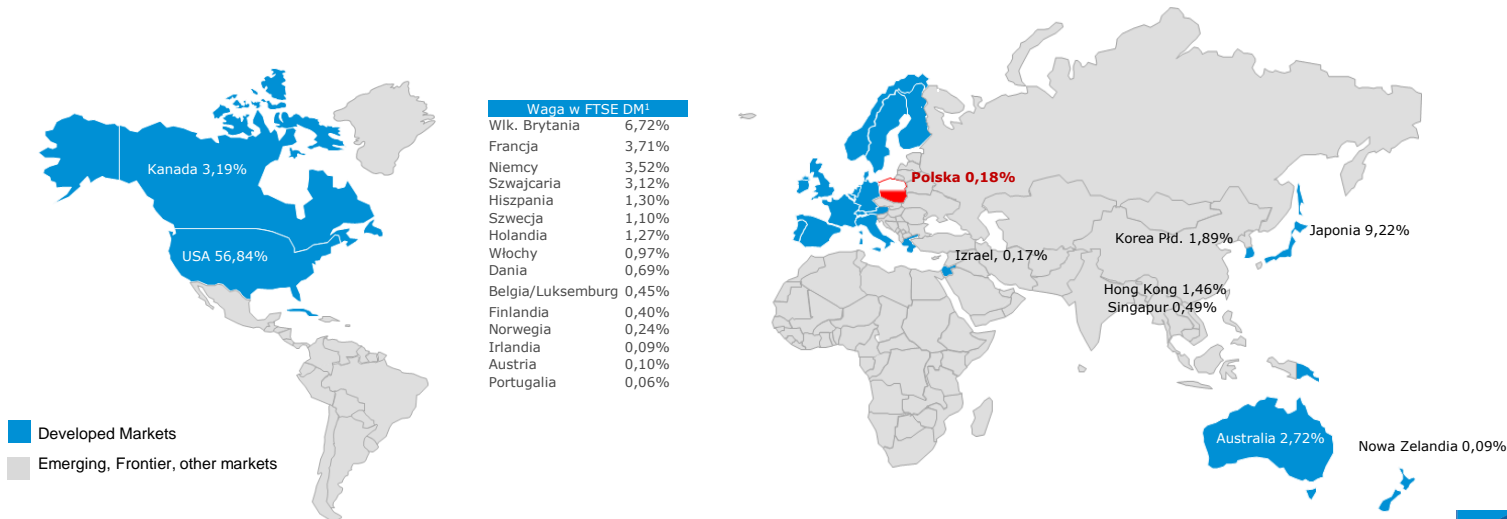 Kanada 3,19%
USA 56,84%
Developed Markets
Emerging, Frontier, other markets
Waga w FTSE DM¹
Wlk. Brytania 6,72%
Francja 3,71%
Niemcy 3,52%
Szwajcaria 3,12%
Hiszpania 1,30%
Szwecja 1,10%
Holandia 1,27%
Włochy 0,97%
Dania 0,69%
Belgia/Luksemburg 0,45%
Finlandia 0,40%
Norwegia 0,24%
Irlandia 0,09%
Austria 0,10%
Portugalia 0,06%
Polska 0,18%
Izrael, 0,17%
Korea Płd. 1,89%
Japonia 9,22%
Hong Kong 1,46%
Singapur 0,49%
Australia 2,72%
Nowa Zelandia 0,09%